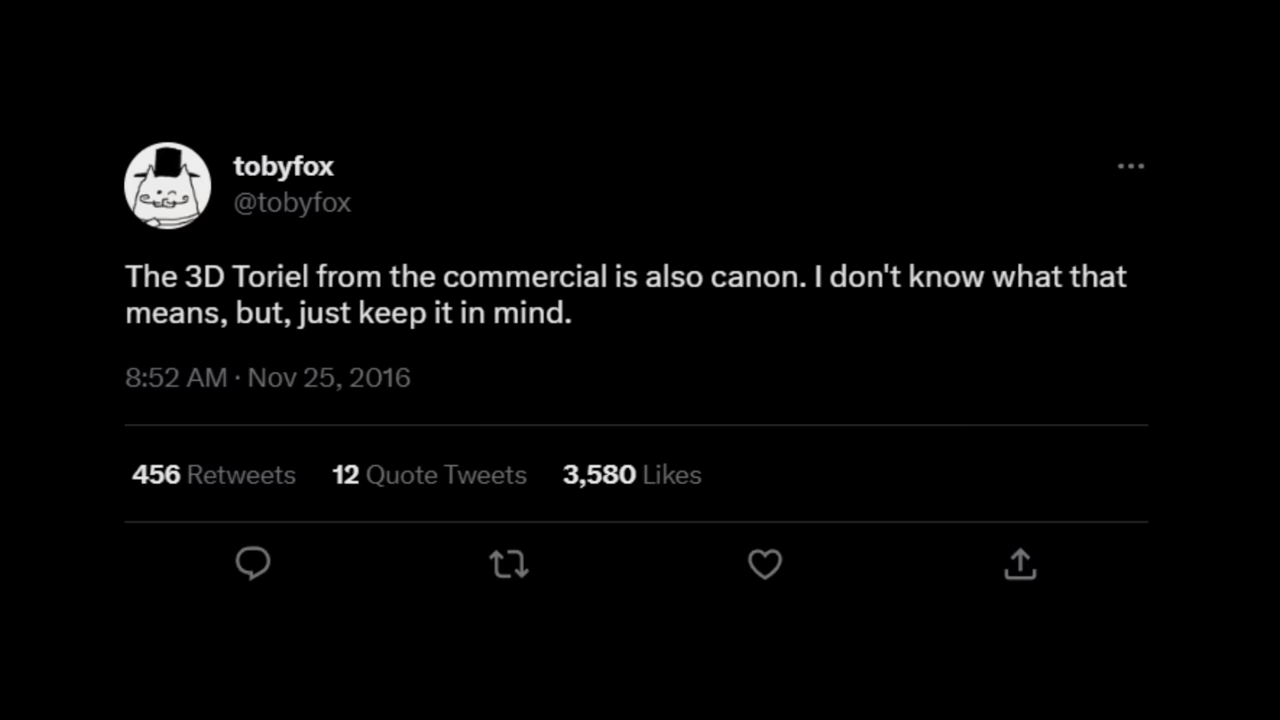 tobyfox
@tobyfox
The 3D Toriel from the commercial is also canon. I don't know what that
means, but, just keep it in mind.
8:52 AM · Nov 25, 2016
456 Retweets 12 Quote Tweets 3,580 Likes